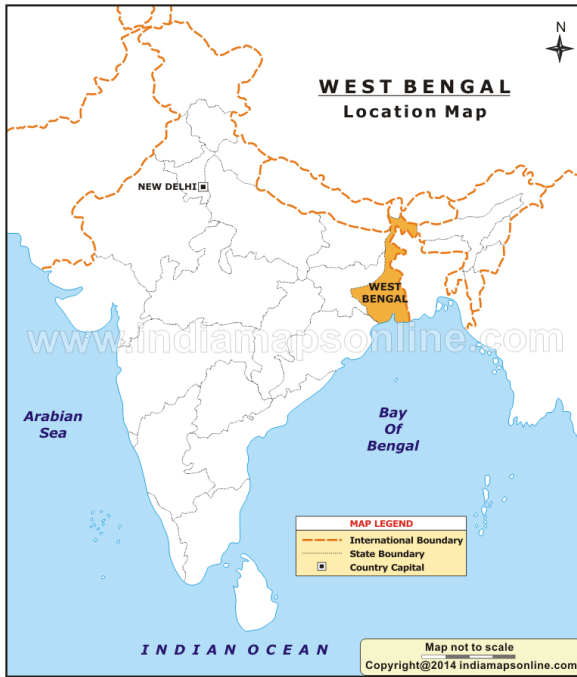 N
WEST BENGAL
Location Map
NEW DELHI
WEST
BENGAL
www.indiamapsonline.com
Arabian
Sea
Bay
Of
Bengal
MAP LEGEND
International Boundary
State Boundary
Country Capital
INDIAN OCEAN
Map not to scale
Copyright@2014 indiamapsonline.com